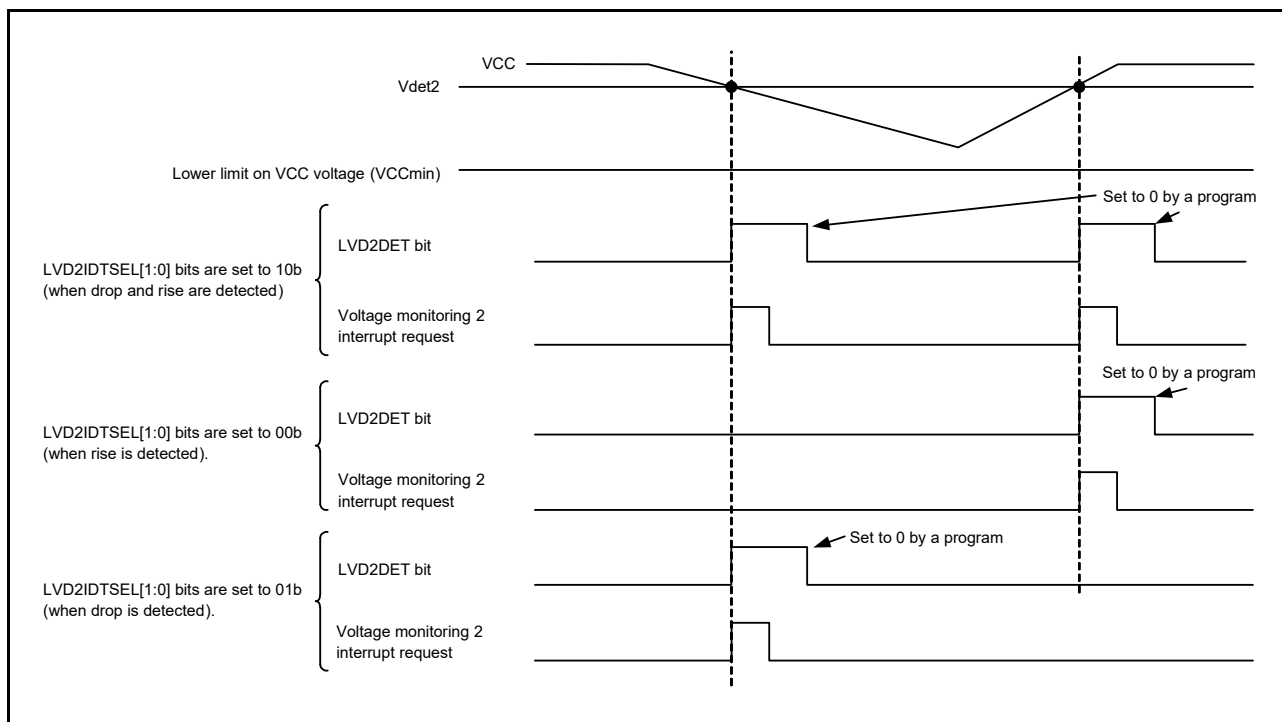 VCC
Vdet2
Lower limit on VCC voltage (VCCmin)
Set to 0 by a program
LVD2DET bit
LVD2IDTSEL[1:0] bits are set to 10b
(when drop and rise are detected)
Voltage monitoring 2
interrupt request
Set to 0 by a program
LVD2DET bit
LVD2IDTSEL[1:0] bits are set to 00b
(when rise is detected).
Voltage monitoring 2
interrupt request
Set to 0 by a program
LVD2DET bit
LVD2IDTSEL[1:0] bits are set to 01b
(when drop is detected).
Voltage monitoring 2
interrupt request